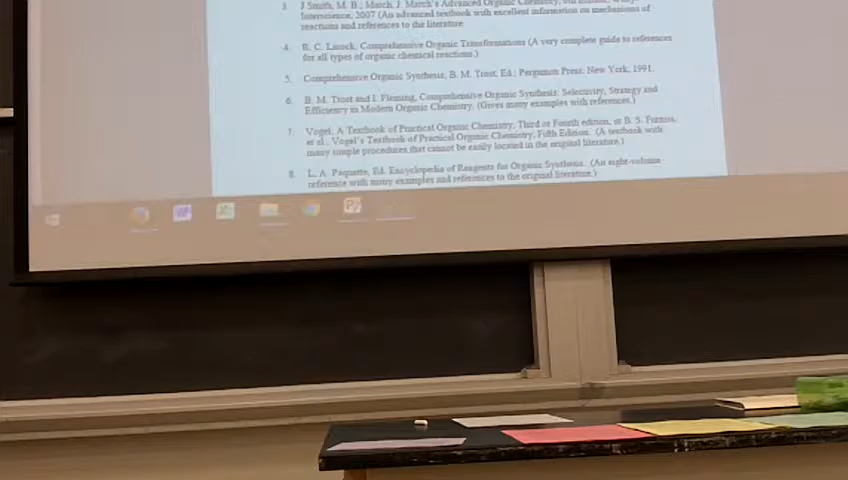 3. J Smith, M. B.; March, J. March's Advanced Organic Chemistry,
Interscience, 2007 (An advanced textbook with excellent information on mechanisms of
reactions and references to the literature
4. R. C. Larock, Comprehensive Organic Transformations (A very complete guide to references
for all types of organic chemical reactions.)
5. Comprehensive Organic Synthesis, B. M. Trost, Ed.; Pergamon Press: New York, 1991.
6. B. M. Trost and I. Fleming, Comprehensive Organic Synthesis: Selectivity, Strategy and
Efficiency in Modern Organic Chemistry. (Gives many examples with references.)
7. Vogel, A Textbook of Practical Organic Chemistry, Third or Fourth edition, or B. S. Furniss,
et al., Vogel's Textbook of Practical Organic Chemistry, Fifth Edition. (A textbook with
many simple procedures that cannot be easily located in the original literature.)
8. L. A. Paquette, Ed. Encyclopedia of Reagents for Organic Synthesis. (An eight-volume
reference with many examples and references to the original literature.)